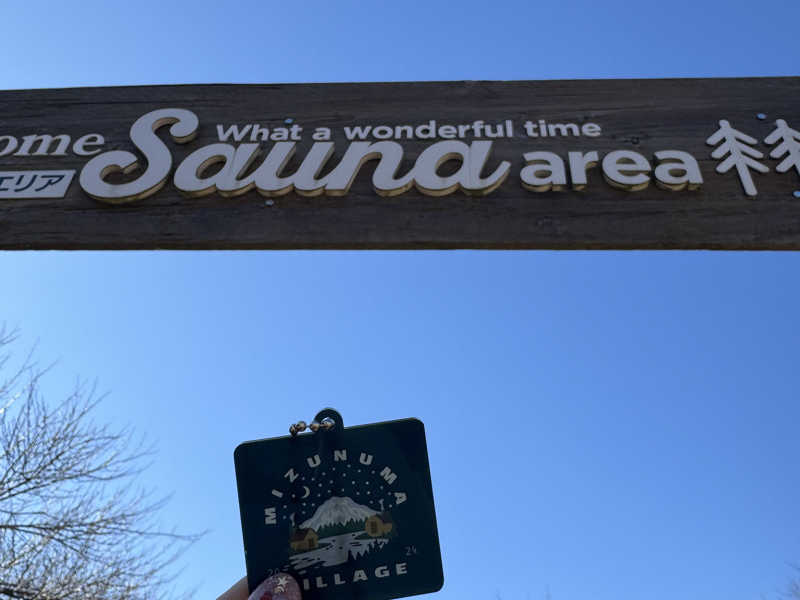 What a wonderful time
ome Sauna area
エリア
MIZUNUMA
20 24
VILLAGE